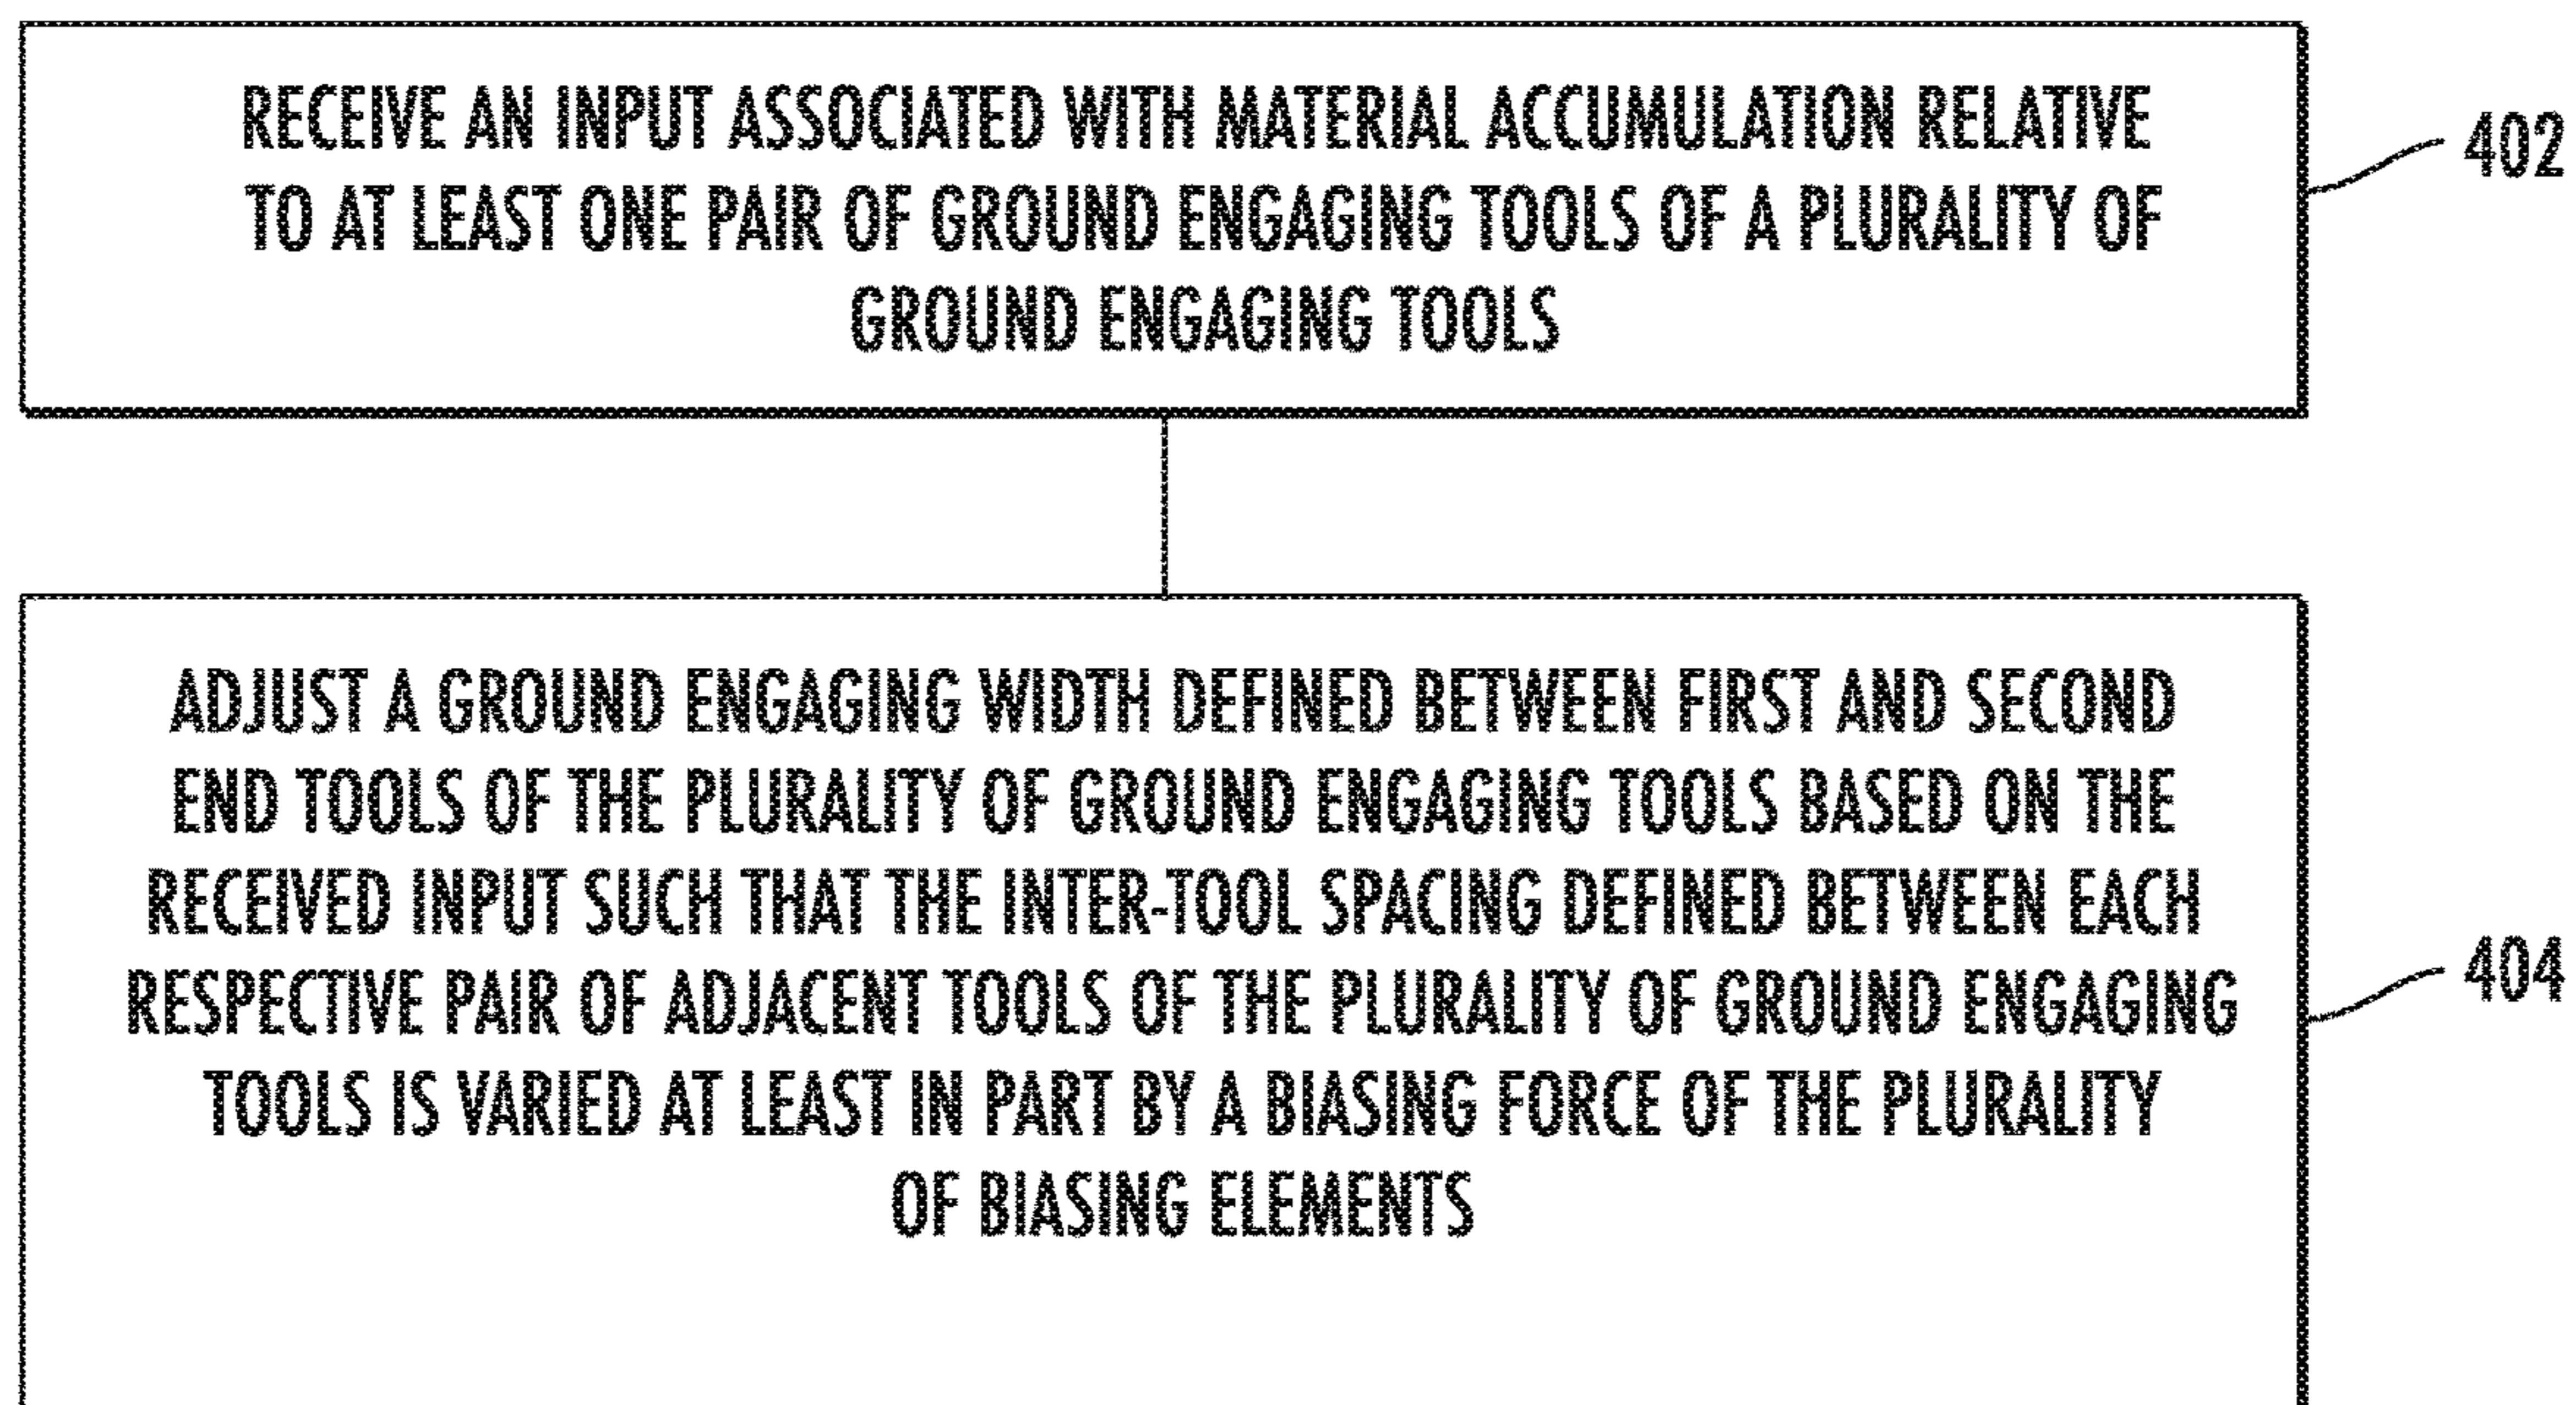 RECEIVE AN INPUT ASSOCIATED WITH MATERIAL ACCUMULATION RELATIVE
TO AT LEAST ONE PAIR OF GROUND ENGAGING TOOLS OF A PLURALITY OF
GROUND ENGAGING TOOLS
402
ADJUST A GROUND ENGAGING WIDTH DEFINED BETWEEN FIRST AND SECOND
END TOOLS OF THE PLURALITY OF GROUND ENGAGING TOOLS BASED ON THE
RECEIVED INPUT SUCH THAT THE INTER-TOOL SPACING DEFINED BETWEEN EACH
RESPECTIVE PAIR OF ADJACENT TOOLS OF THE PLURALITY OF GROUND ENGAGING
TOOLS IS VARIED AT LEAST IN PART BY A BIASING FORCE OF THE PLURALITY
OF BIASING ELEMENTS
404